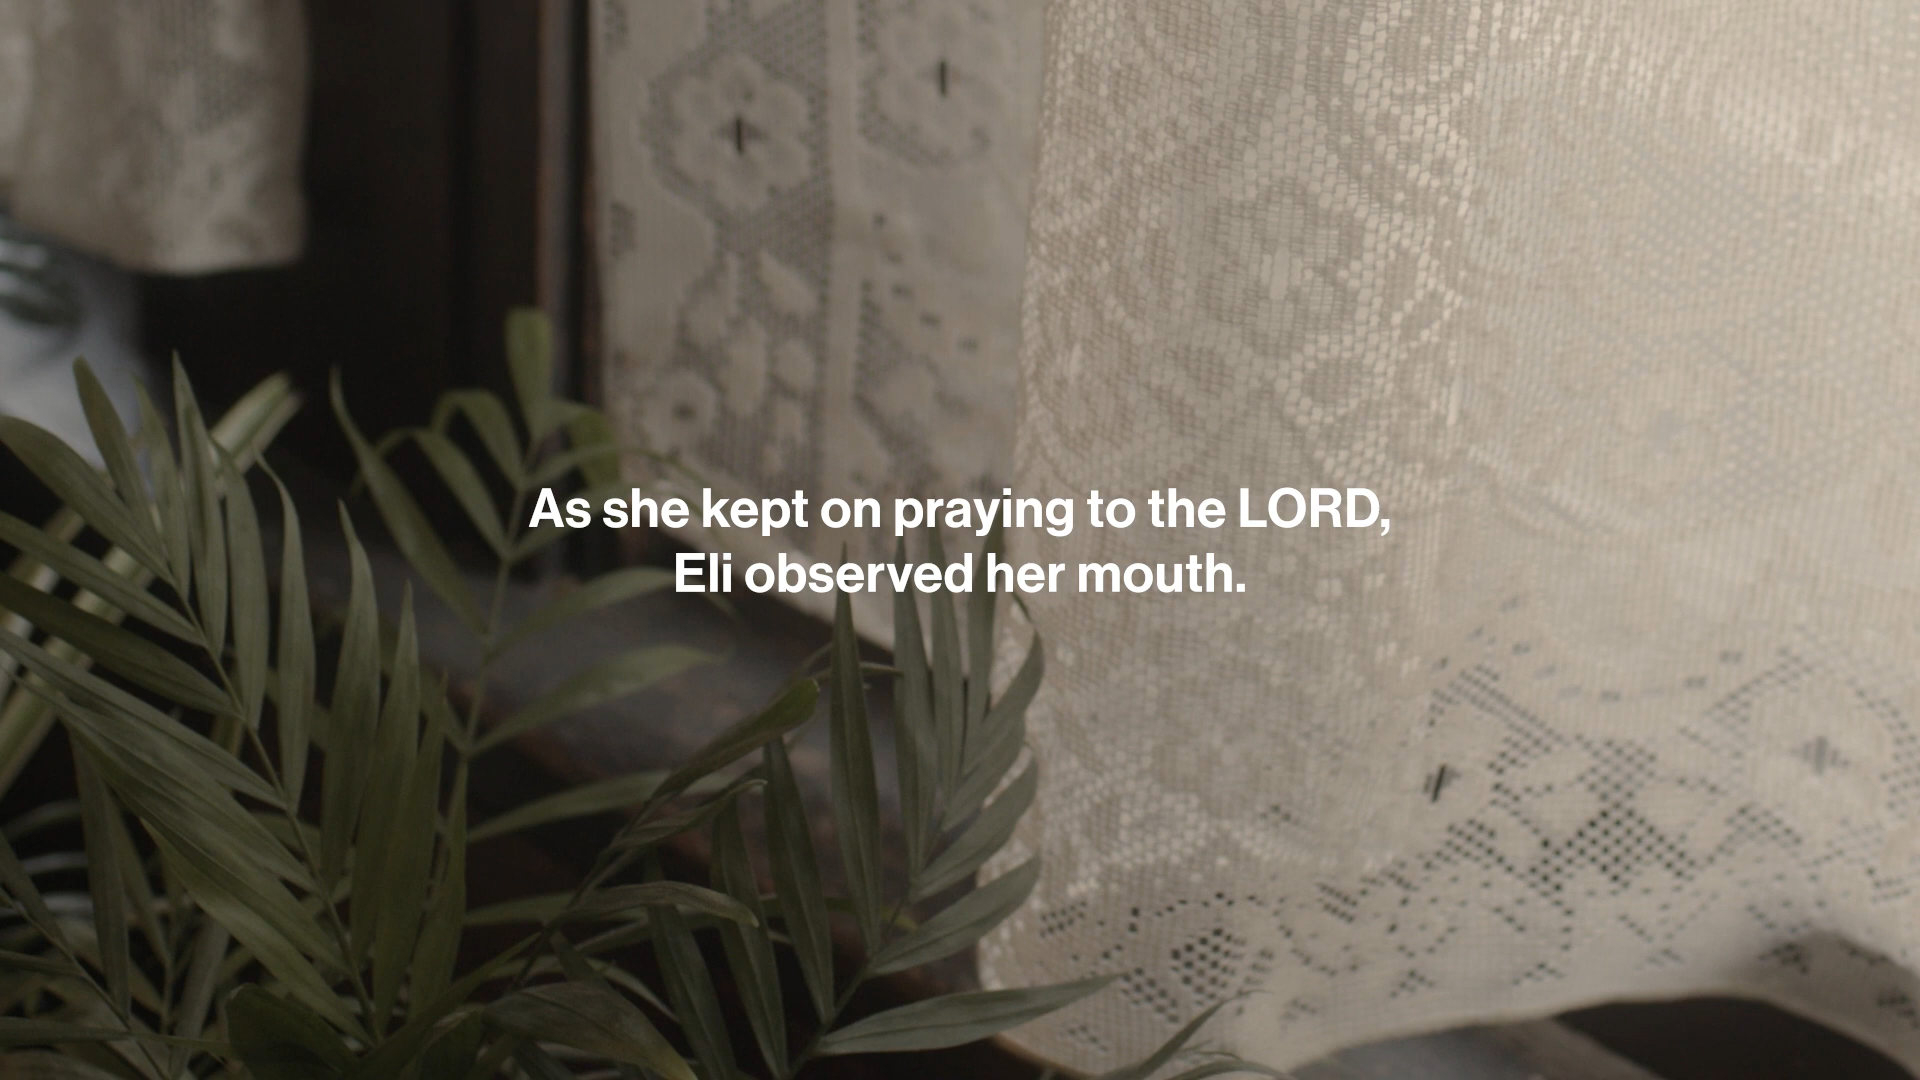 As she kept on praying to the LORD,
Eli observed her mouth.